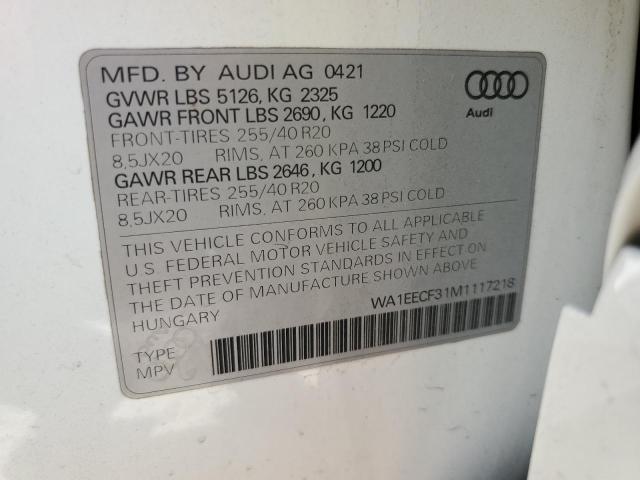 MFD. BY AUDI AG 0421
GVWR LBS 5126, KG 2325
GAWR FRONT LBS 2690, KG 1220
FRONT-TIRES 255/40 R20
8,5JX20 RIMS, AT 260 KPA 38 PSI COLD
GAWR REAR LBS 2646, KG 1200
REAR-TIRES 255/40 R20
8,5JX20 RIMS, AT 260 KPA 38 PSI COLD
THIS VEHICLE CONFORMS TO ALL APPLICABLE
U.S. FEDERAL MOTOR VEHICLE SAFETY AND
THEFT PREVENTION STANDARDS IN EFFECT ON
THE DATE OF MANUFACTURE SHOWN ABOVE
HUNGARY
WA1EECF31M1117218
TYPE
MPV
Audi